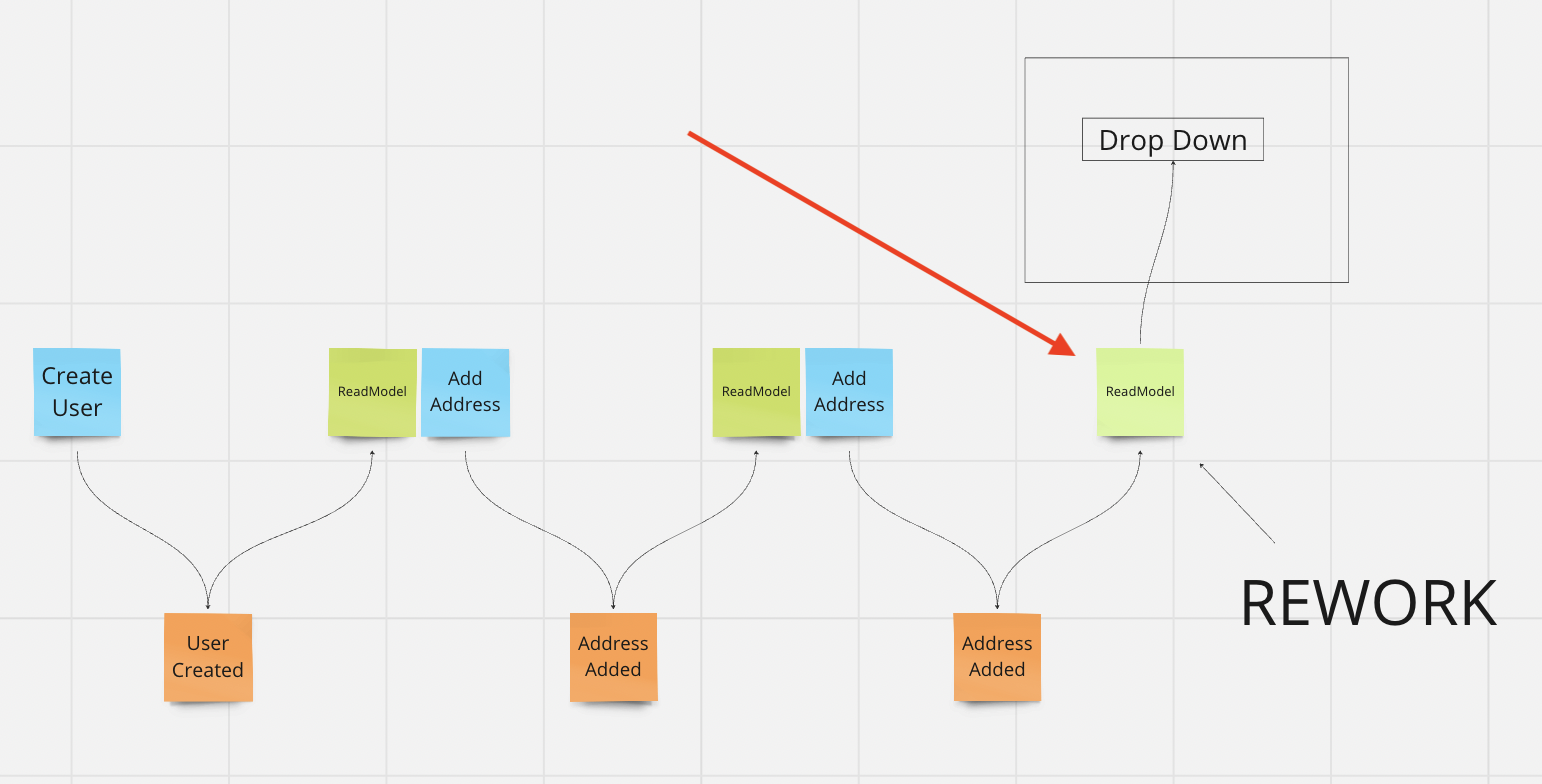 Drop Down
Create
User
ReadModel
Add
Address
ReadModel
Add
Address
ReadModel
User
Created
Address
Added
Address
Added
REWORK